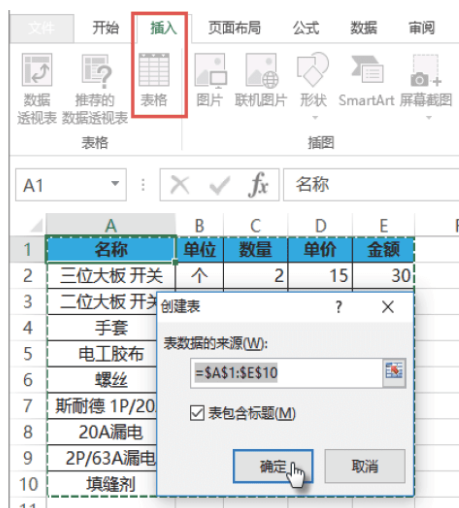 文件 开始 插入 页面布局 公式 数据 审阅
数据 推荐的 表格 图片 联机图片 形状 SmartArt 屏幕截图
透视表 数据透视表
表格 插图
A1 fx 名称
A B C D E
1 名称 单位 数量 单价 金额
2 三位大板 开关 个 2 15 30
3 二位大板 开关
4 手套
5 电工胶布
6 螺丝
7 斯耐德 1P/20
8 20A漏电
9 2P/63A漏电
10 填缝剂
11
创建表 ? ×
表数据的来源(W):
=$A$1:$E$10
表包含标题(M)
确定 取消